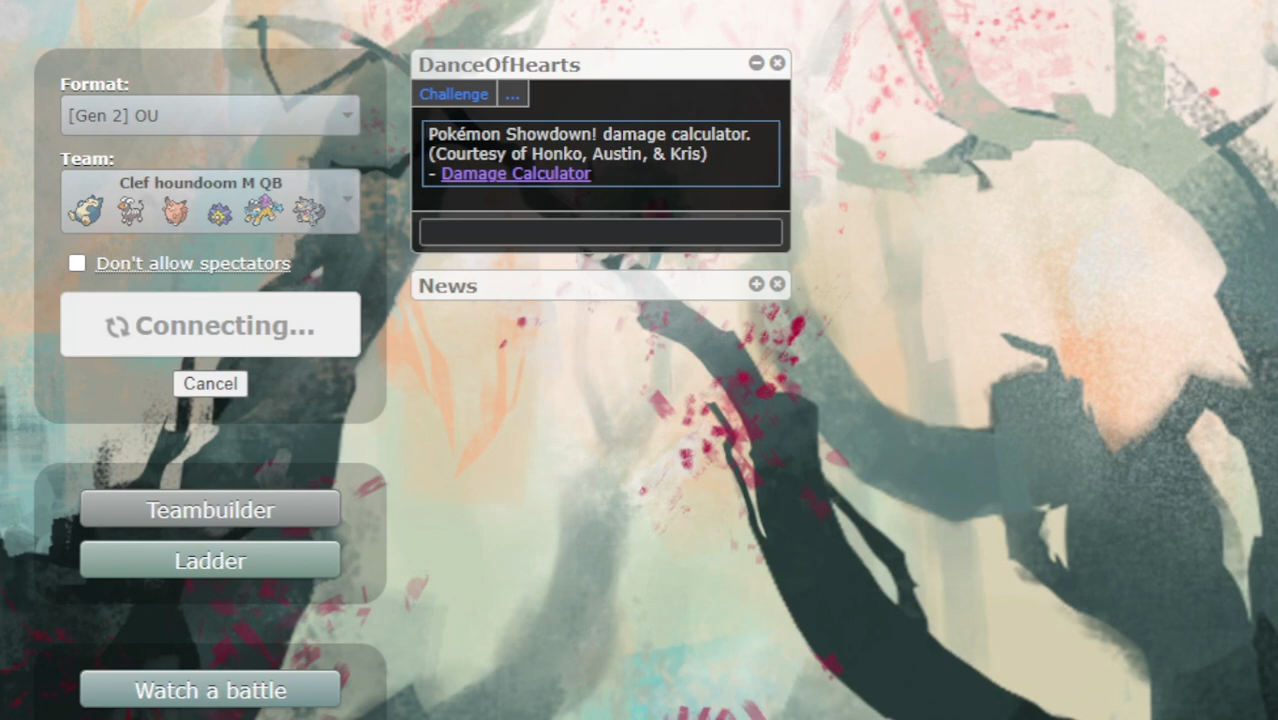 Format:
[Gen 2] OU
Team:
Clef houndoom M QB
Don't allow spectators
Connecting...
Cancel
Teambuilder
Ladder
Watch a battle
DanceOfHearts
Challenge ...
Pokémon Showdown! damage calculator.
(Courtesy of Honko, Austin, & Kris)
- Damage Calculator
News